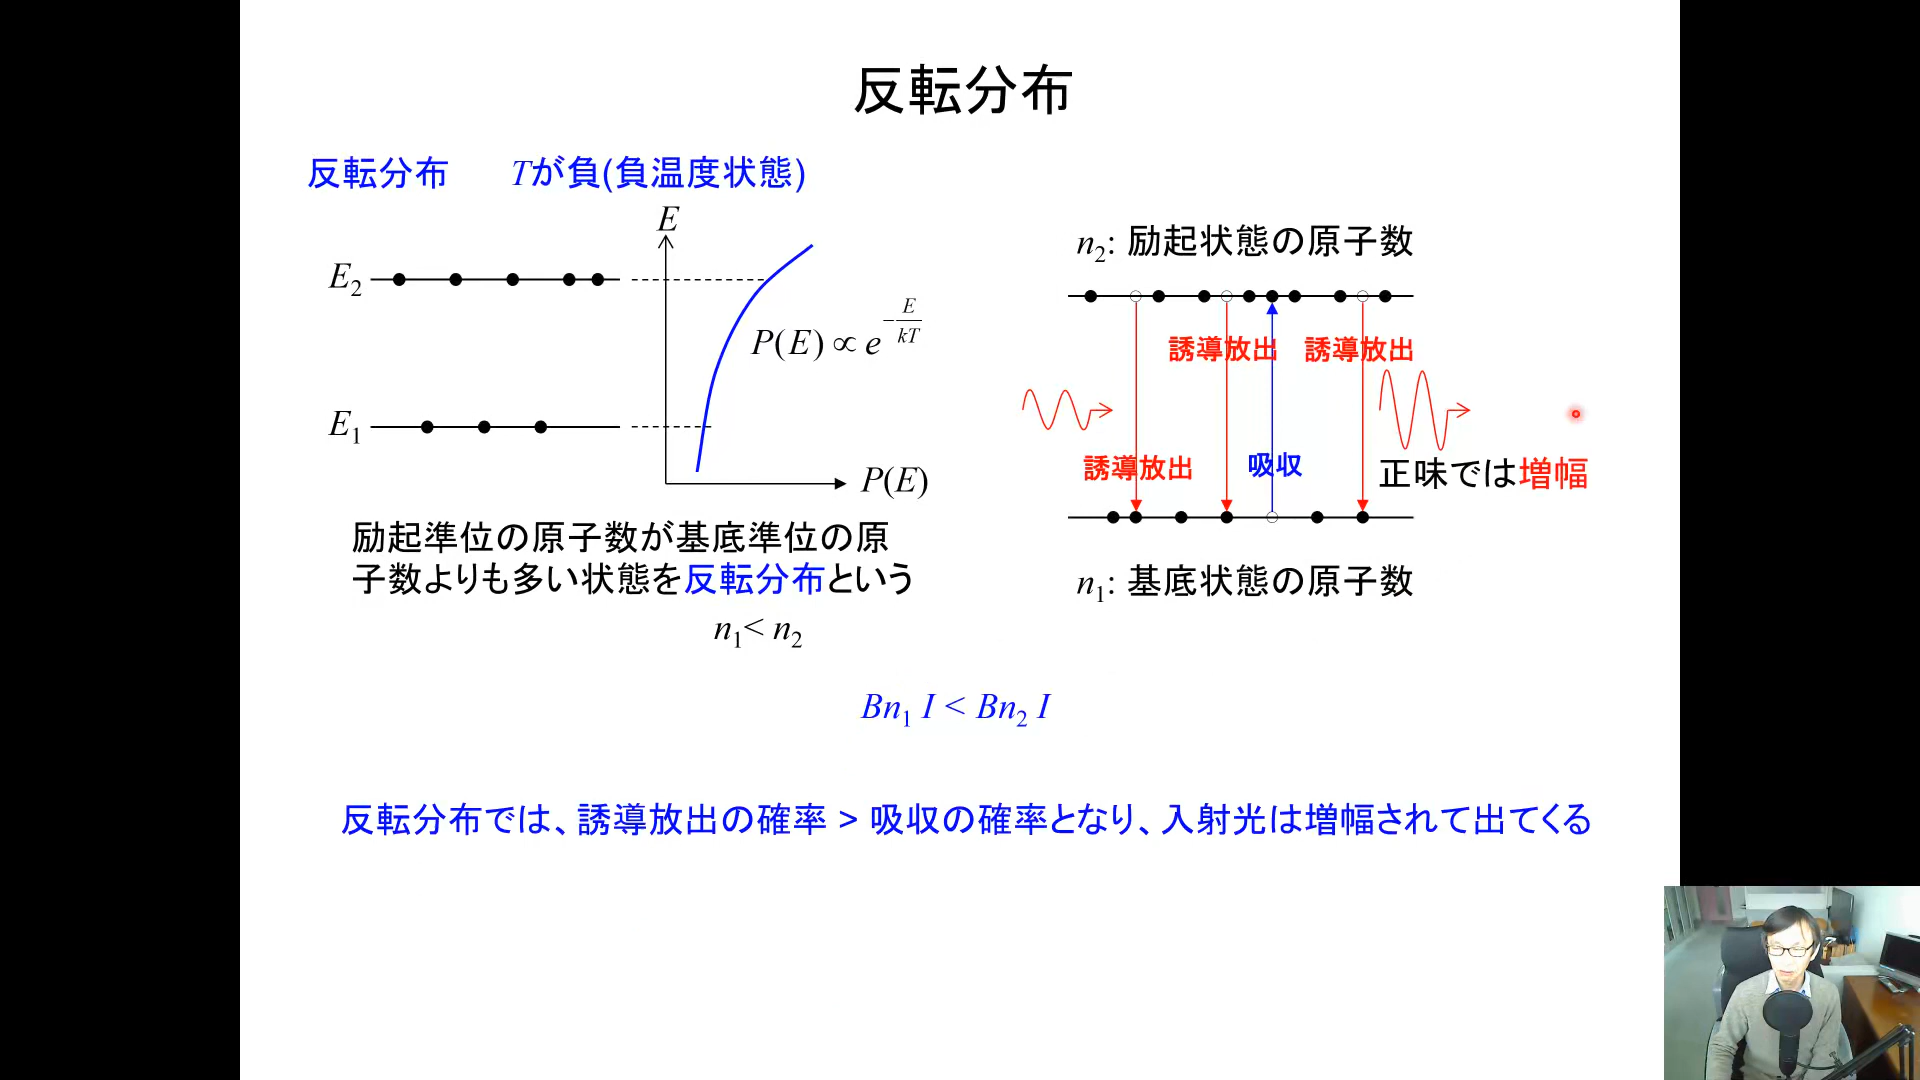 反転分布
反転分布 Tが負(負温度状態)
E
E2
P(E) ∝ e^(-E/kT)
E1
P(E)
励起準位の原子数が基底準位の原
子数よりも多い状態を反転分布という
n1< n2
n2: 励起状態の原子数
誘導放出 誘導放出
誘導放出 吸収
正味では増幅
n1: 基底状態の原子数
Bn1 I < Bn2 I
反転分布では、誘導放出の確率 > 吸収の確率となり、入射光は増幅されて出てくる